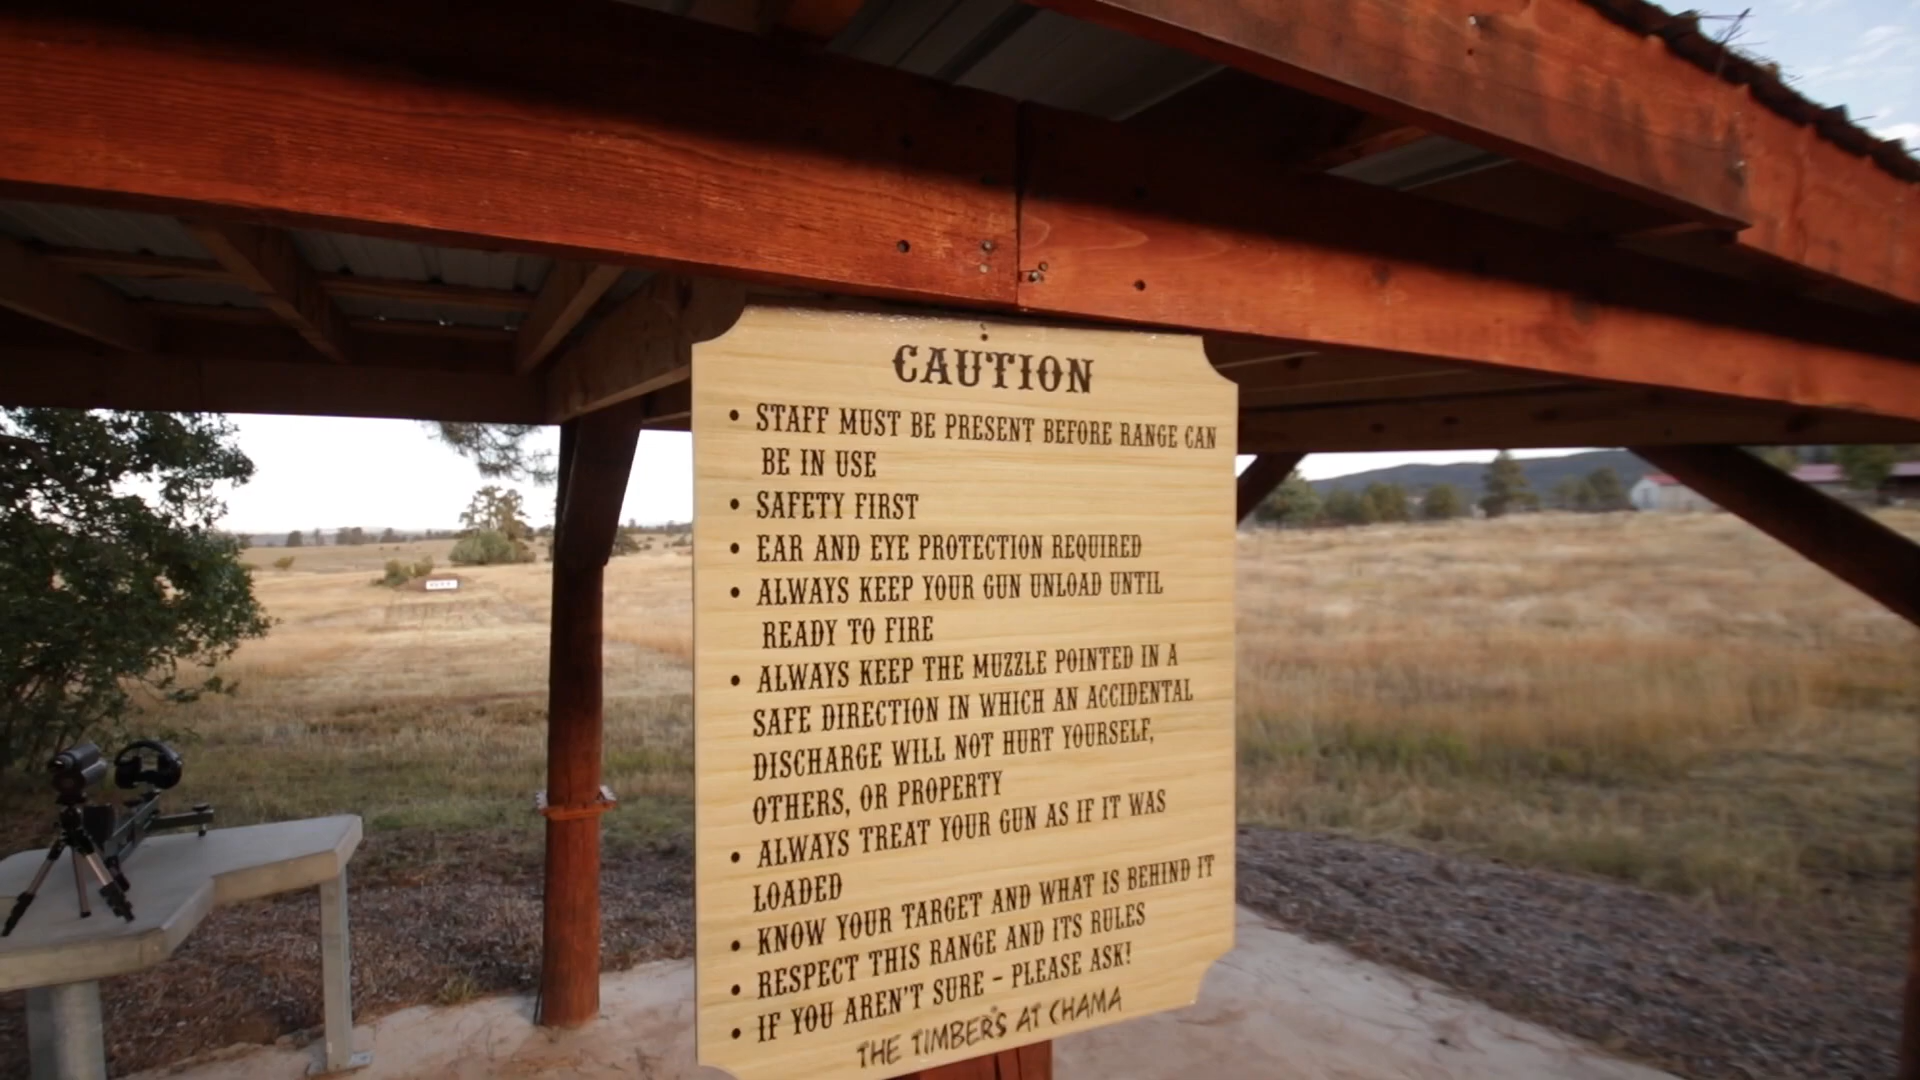 CAUTION
• STAFF MUST BE PRESENT BEFORE RANGE CAN
BE IN USE
• SAFETY FIRST
• EAR AND EYE PROTECTION REQUIRED
• ALWAYS KEEP YOUR GUN UNLOAD UNTIL
READY TO FIRE
• ALWAYS KEEP THE MUZZLE POINTED IN A
SAFE DIRECTION IN WHICH AN ACCIDENTAL
DISCHARGE WILL NOT HURT YOURSELF,
OTHERS, OR PROPERTY
• ALWAYS TREAT YOUR GUN AS IF IT WAS
LOADED
• KNOW YOUR TARGET AND WHAT IS BEHIND IT
• RESPECT THIS RANGE AND ITS RULES
• IF YOU AREN'T SURE – PLEASE ASK!
THE TIMBERS AT CHAMA